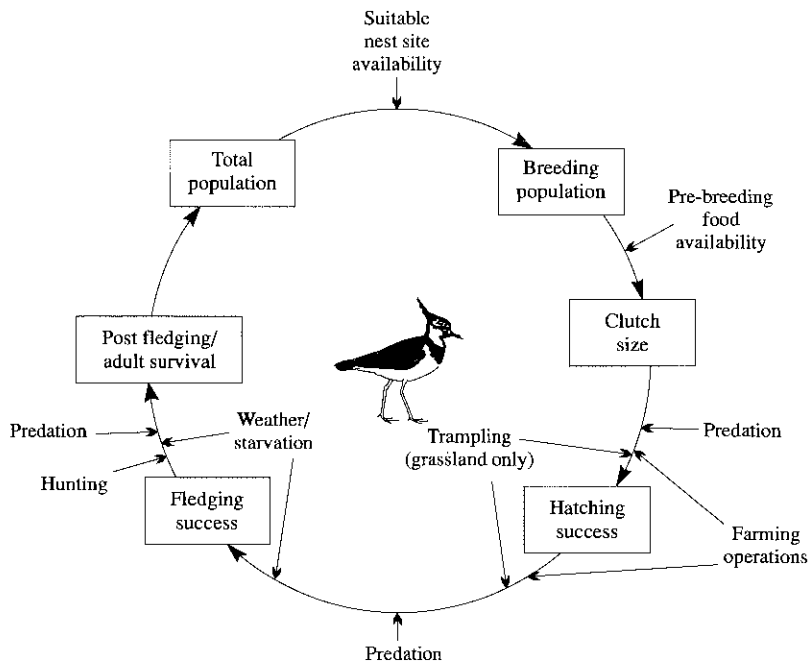 Suitable
nest site
availability
Total
population
Breeding
population
Pre-breeding
food
availability
Post fledging/
adult survival
Clutch
size
Predation
Weather/
starvation
Trampling
(grassland only)
Predation
Hunting
Fledging
success
Hatching
success
Farming
operations
Predation